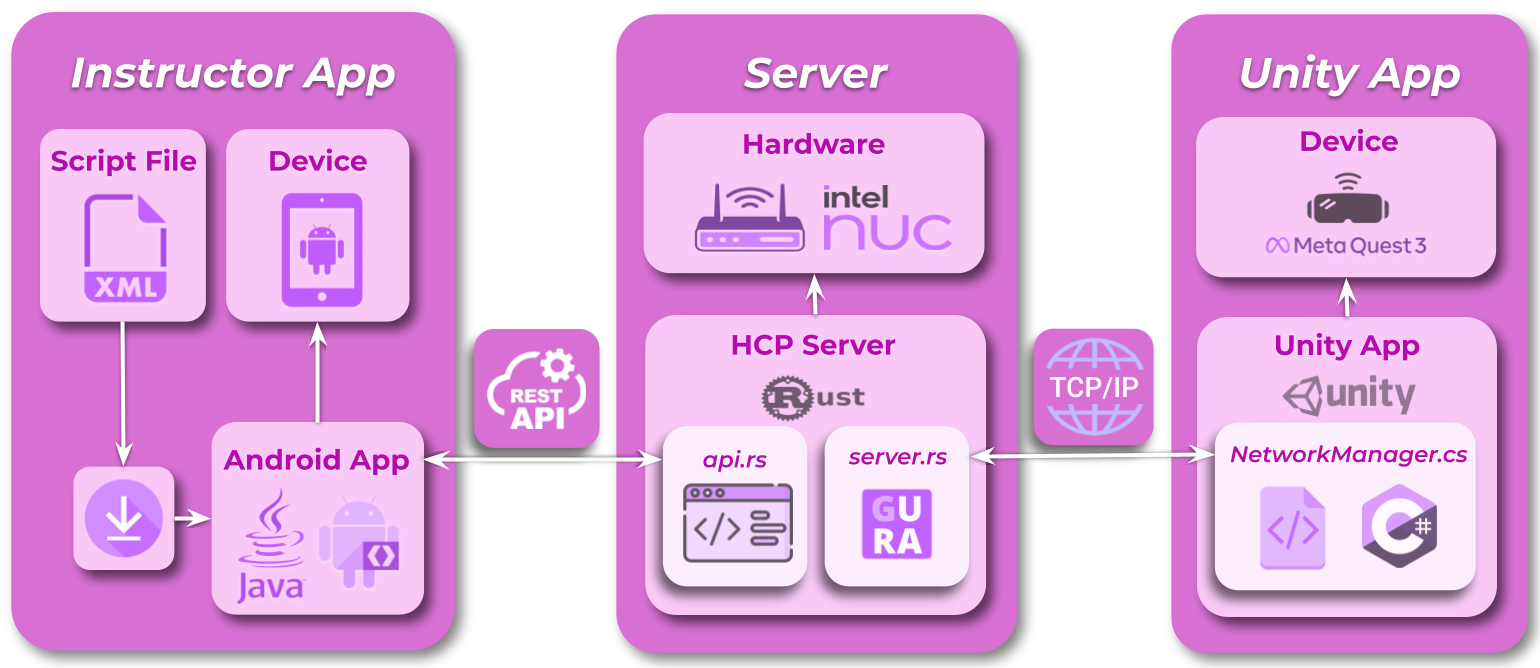 Instructor App
Script File
XML
Device
Android App
Java
REST
API
Server
Hardware
intel
nuc
HCP Server
Rust
api.rs
</>
server.rs
GU
RA
TCP/IP
Unity App
Device
Meta Quest 3
Unity App
unity
NetworkManager.cs
</>
C#